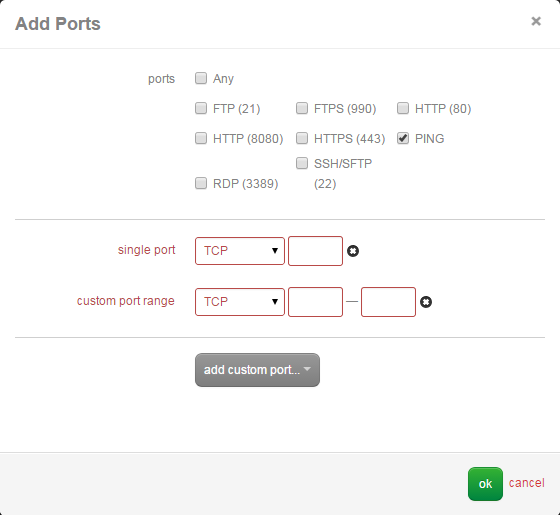 Add Ports ×
ports Any
FTP (21) FTPS (990) HTTP (80)
HTTP (8080) HTTPS (443) PING
RDP (3389) SSH/SFTP
(22)
single port TCP
custom port range TCP —
add custom port...
ok cancel